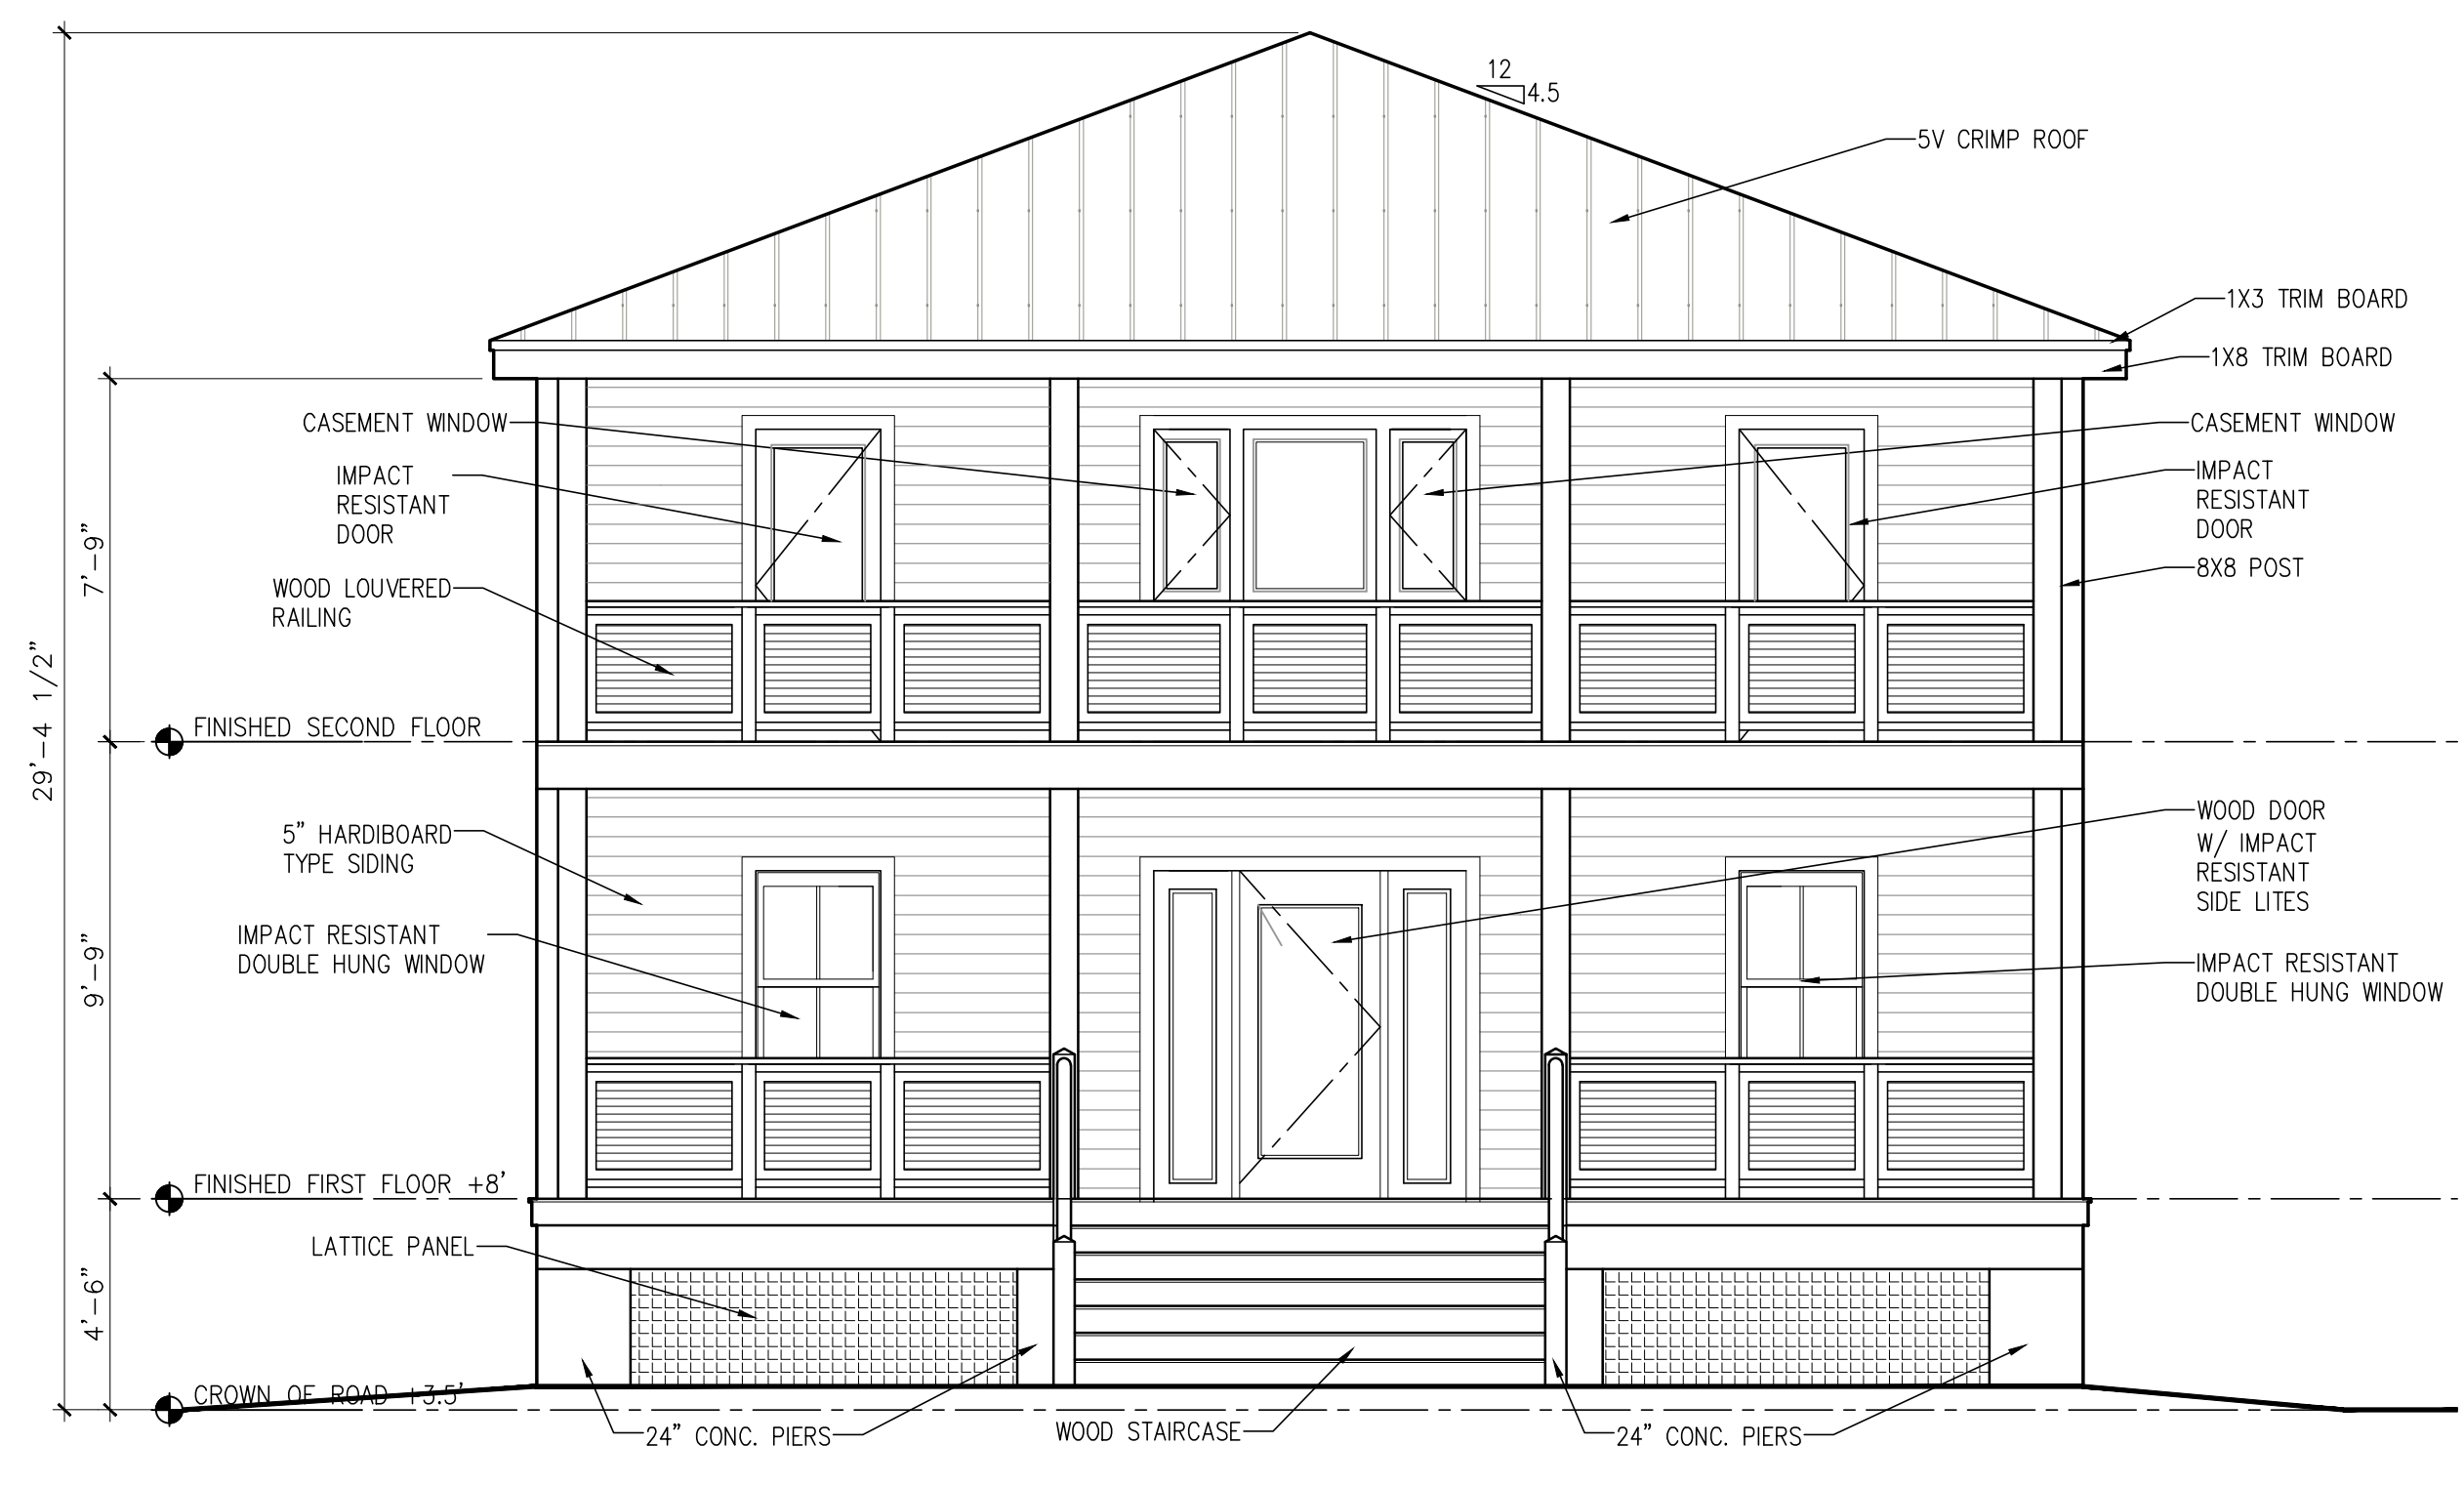 12
4.5
5V CRIMP ROOF
1X3 TRIM BOARD
1X8 TRIM BOARD
CASEMENT WINDOW
CASEMENT WINDOW
IMPACT
RESISTANT
DOOR
IMPACT
RESISTANT
DOOR
8X8 POST
WOOD LOUVERED
RAILING
7'-9"
29'-4 1/2"
FINISHED SECOND FLOOR
5" HARDIBOARD
TYPE SIDING
WOOD DOOR
W/ IMPACT
RESISTANT
SIDE LITES
IMPACT RESISTANT
DOUBLE HUNG WINDOW
IMPACT RESISTANT
DOUBLE HUNG WINDOW
9'-9"
FINISHED FIRST FLOOR +8'
LATTICE PANEL
4'-6"
CROWN OF ROAD +3.5'
24" CONC. PIERS
WOOD STAIRCASE
24" CONC. PIERS